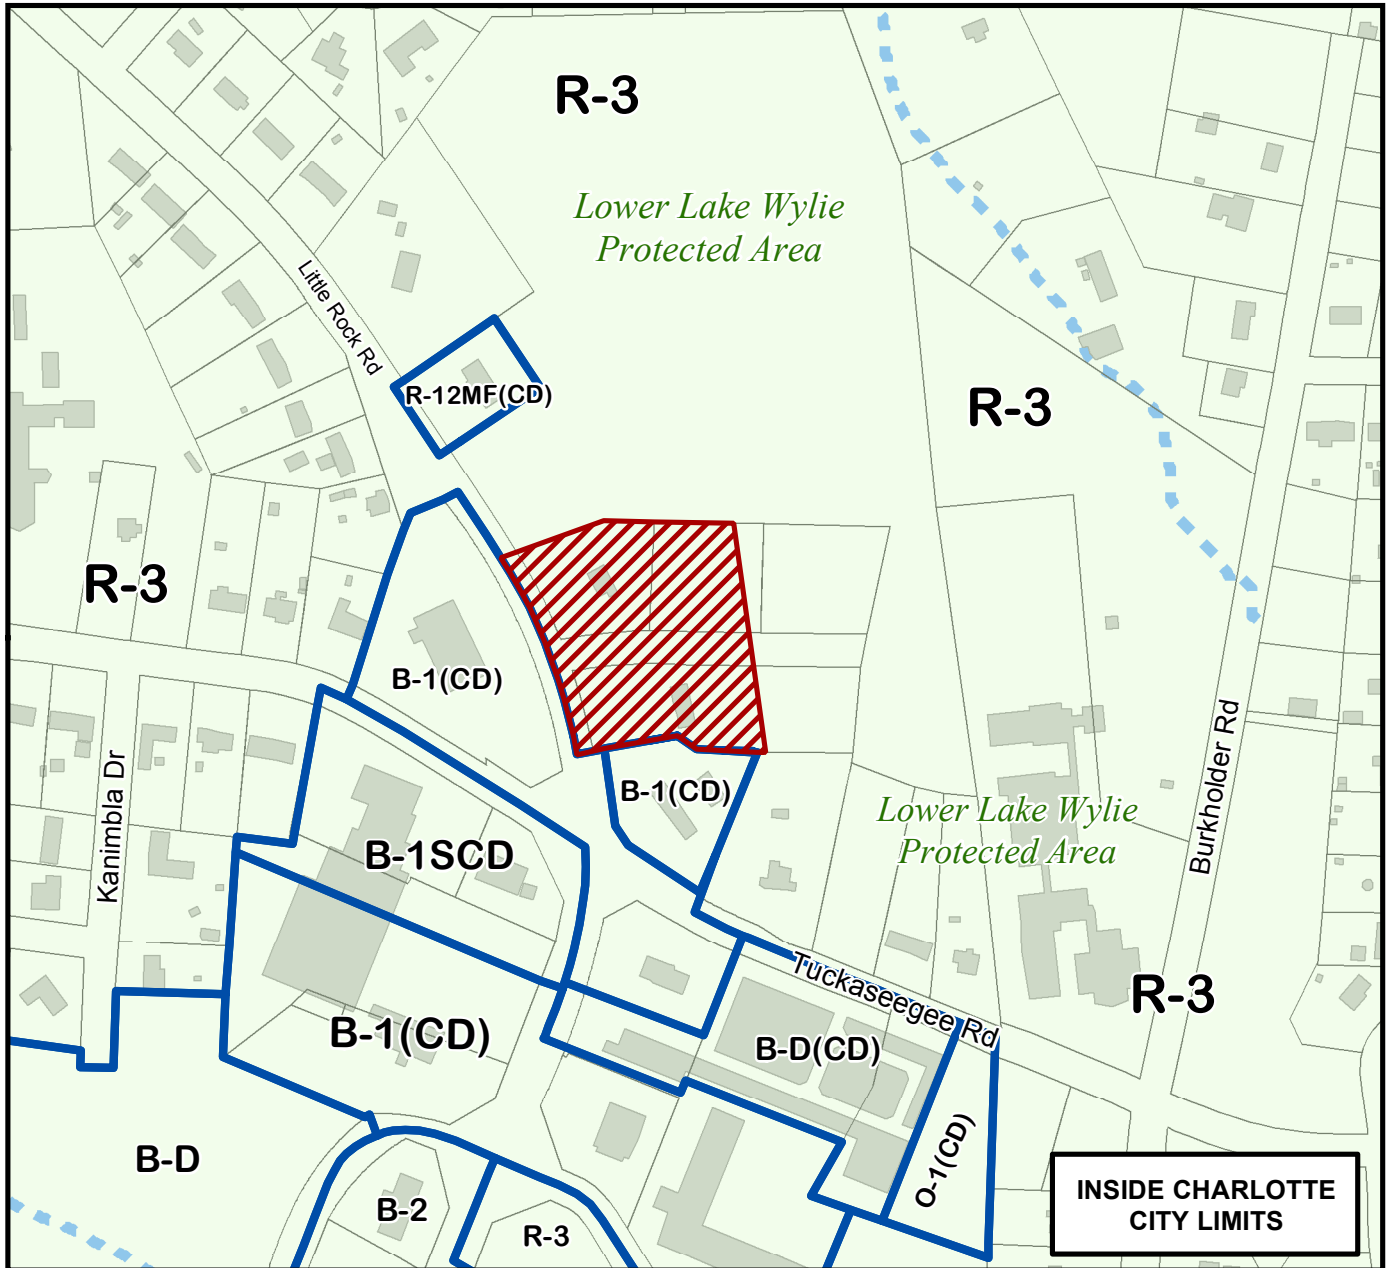 R-3
Lower Lake Wylie
Protected Area
Little Rock Rd
R-12MF(CD)
R-3
R-3
B-1(CD)
B-1(CD)
Lower Lake Wylie
Protected Area
Burkholder Rd
Kanimbla Dr
B-1SCD
Tuckaseegee Rd
R-3
B-1(CD)
B-D(CD)
O-1(CD)
B-D
B-2
R-3
INSIDE CHARLOTTE
CITY LIMITS